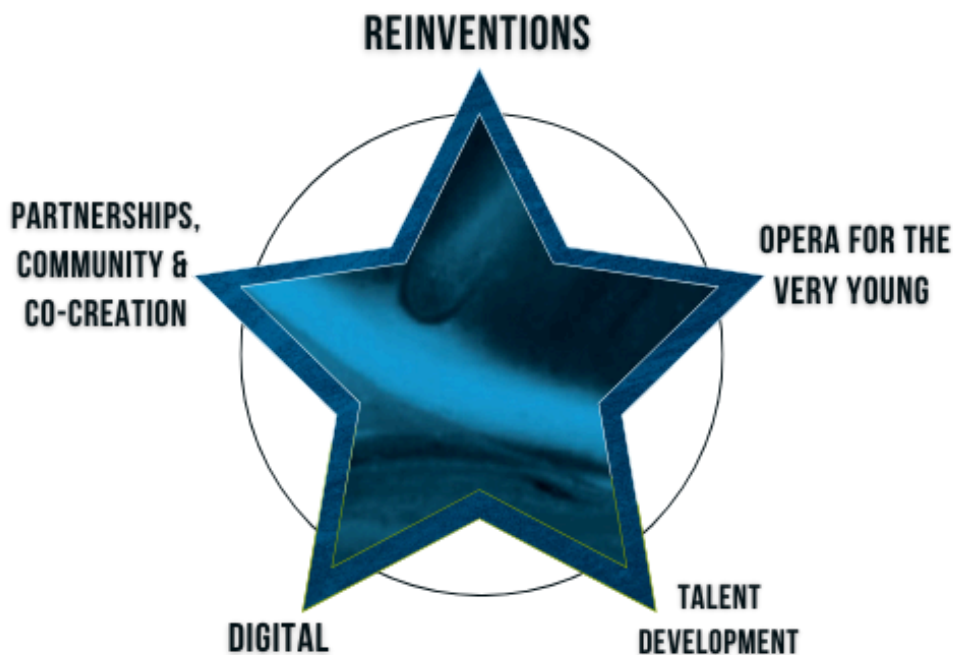 REINVENTIONS
PARTNERSHIPS,
COMMUNITY &
CO-CREATION
OPERA FOR THE
VERY YOUNG
DIGITAL
TALENT
DEVELOPMENT